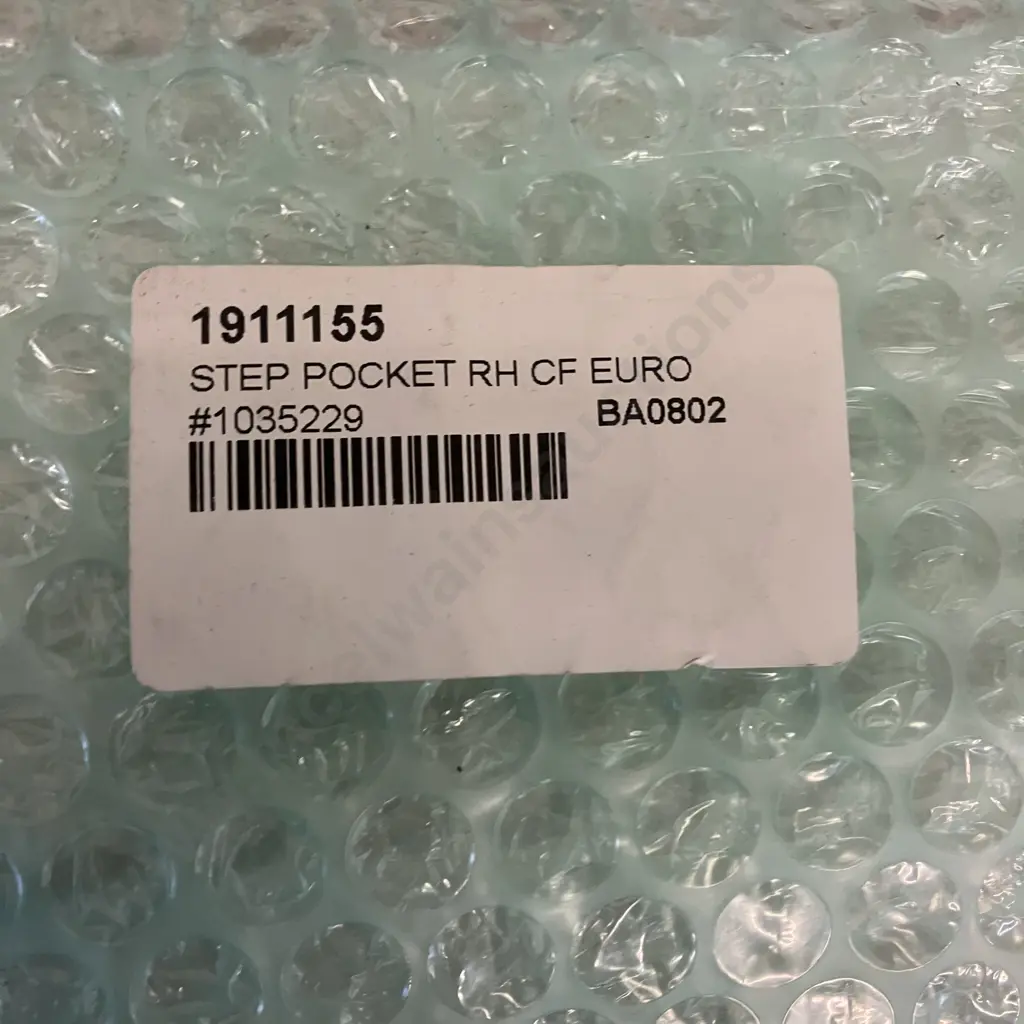 1911155
STEP POCKET RH CF EURO
#1035229 BA0802